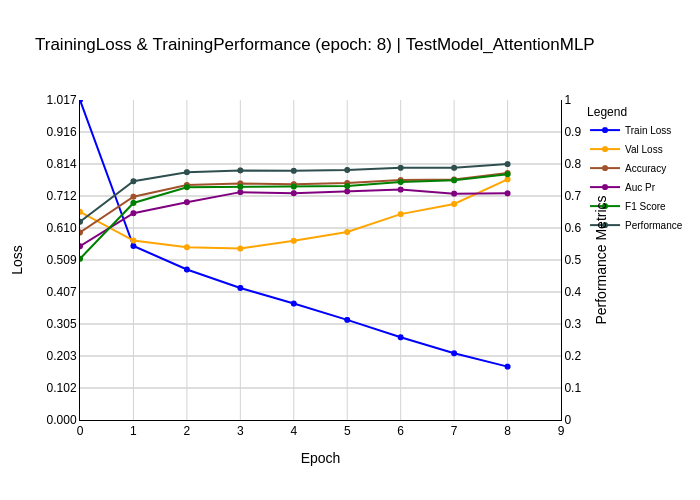 TrainingLoss & TrainingPerformance (epoch: 8) | TestModel_AttentionMLP
1.017
0.916
0.814
0.712
0.610
0.509
0.407
0.305
0.203
0.102
0.000
Loss
0
1
2
3
4
5
6
7
8
9
Epoch
1
0.9
0.8
0.7
0.6
0.5
0.4
0.3
0.2
0.1
0
Performance Metrics
Legend
Train Loss
Val Loss
Accuracy
Auc Pr
F1 Score
Performance